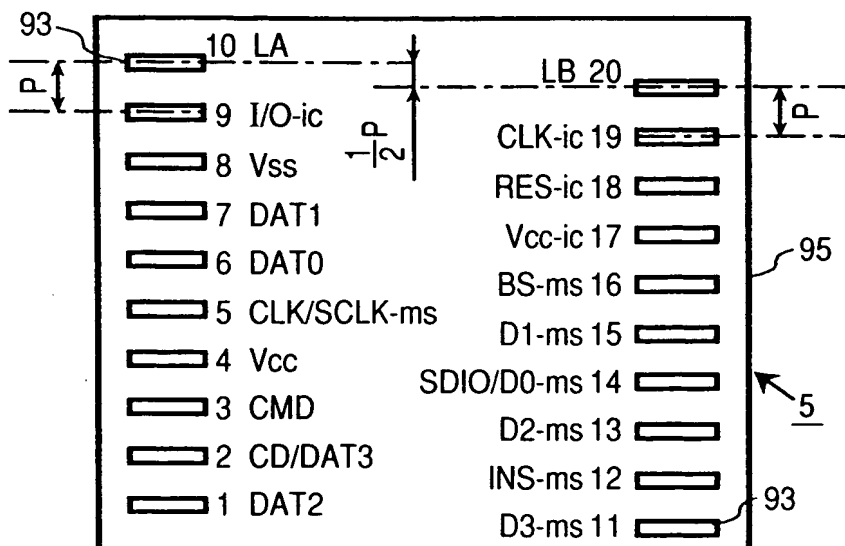 93
10 LA
P
LB 20
P
9 I/O-ic
1/2 P
CLK-ic 19
8 Vss
RES-ic 18
7 DAT1
Vcc-ic 17
95
6 DAT0
BS-ms 16
5 CLK/SCLK-ms
D1-ms 15
4 Vcc
SDIO/D0-ms 14
5
3 CMD
D2-ms 13
2 CD/DAT3
INS-ms 12
93
1 DAT2
D3-ms 11